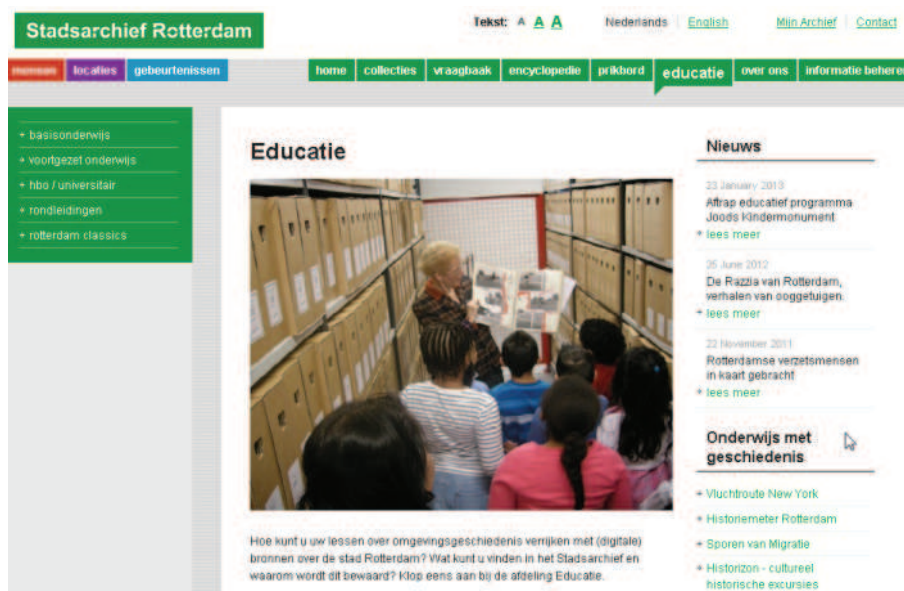 Stadsarchief Rotterdam
Tekst: A A A
Nederlands English
Mijn Archief Contact
mensen locaties gebeurtenissen
home collecties vraagbaak encyclopedie prikbord educatie over ons informatie beheren
basisonderwijs
voortgezet onderwijs
hbo / universitair
rondleidingen
rotterdam classics
Educatie
Hoe kunt u uw lessen over omgevingsgeschiedenis verrijken met (digitale)
bronnen over de stad Rotterdam? Wat kunt u vinden in het Stadsarchief en
waarom wordt dit bewaard? Klop eens aan bij de afdeling Educatie.
Nieuws
23 January 2013
Aftrap educatief programma
Joods Kindermonument
lees meer
25 June 2012
De Razzia van Rotterdam,
verhalen van ooggetuigen.
lees meer
22 November 2011
Rotterdamse verzetsmensen
in kaart gebracht
lees meer
Onderwijs met
geschiedenis
Vluchtroute New York
Historiemeter Rotterdam
Sporen van Migratie
Historizon - cultureel
historische excursies